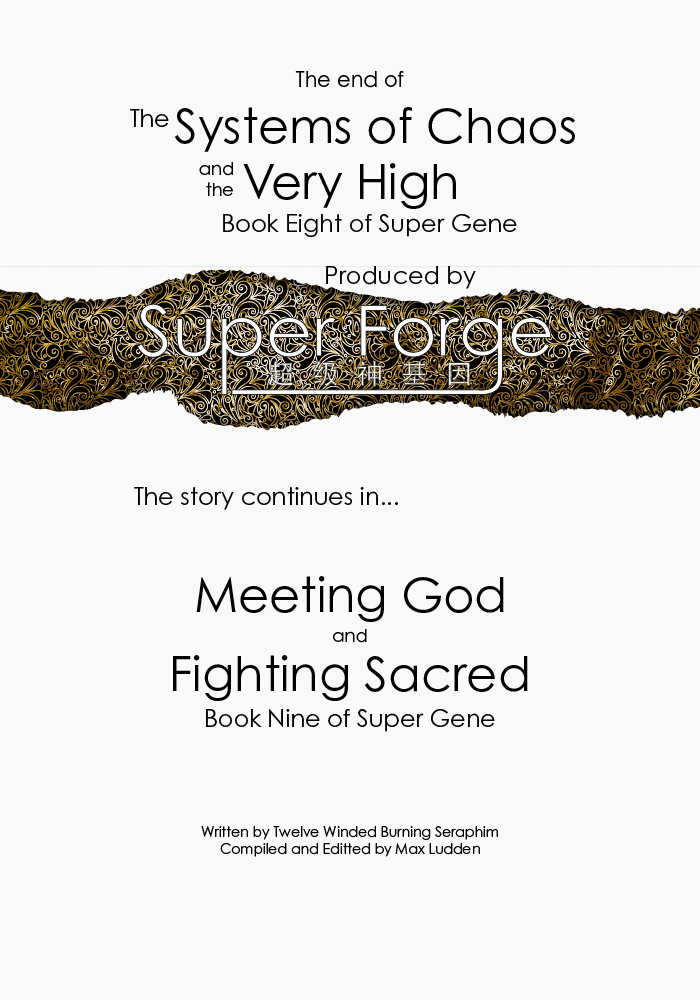 The end of
The Systems of Chaos
and the Very High
Book Eight of Super Gene
Produced by
Super Forge
超级神基因
The story continues in...
Meeting God
and
Fighting Sacred
Book Nine of Super Gene
Written by Twelve Winded Burning Seraphim
Compiled and Editted by Max Ludden